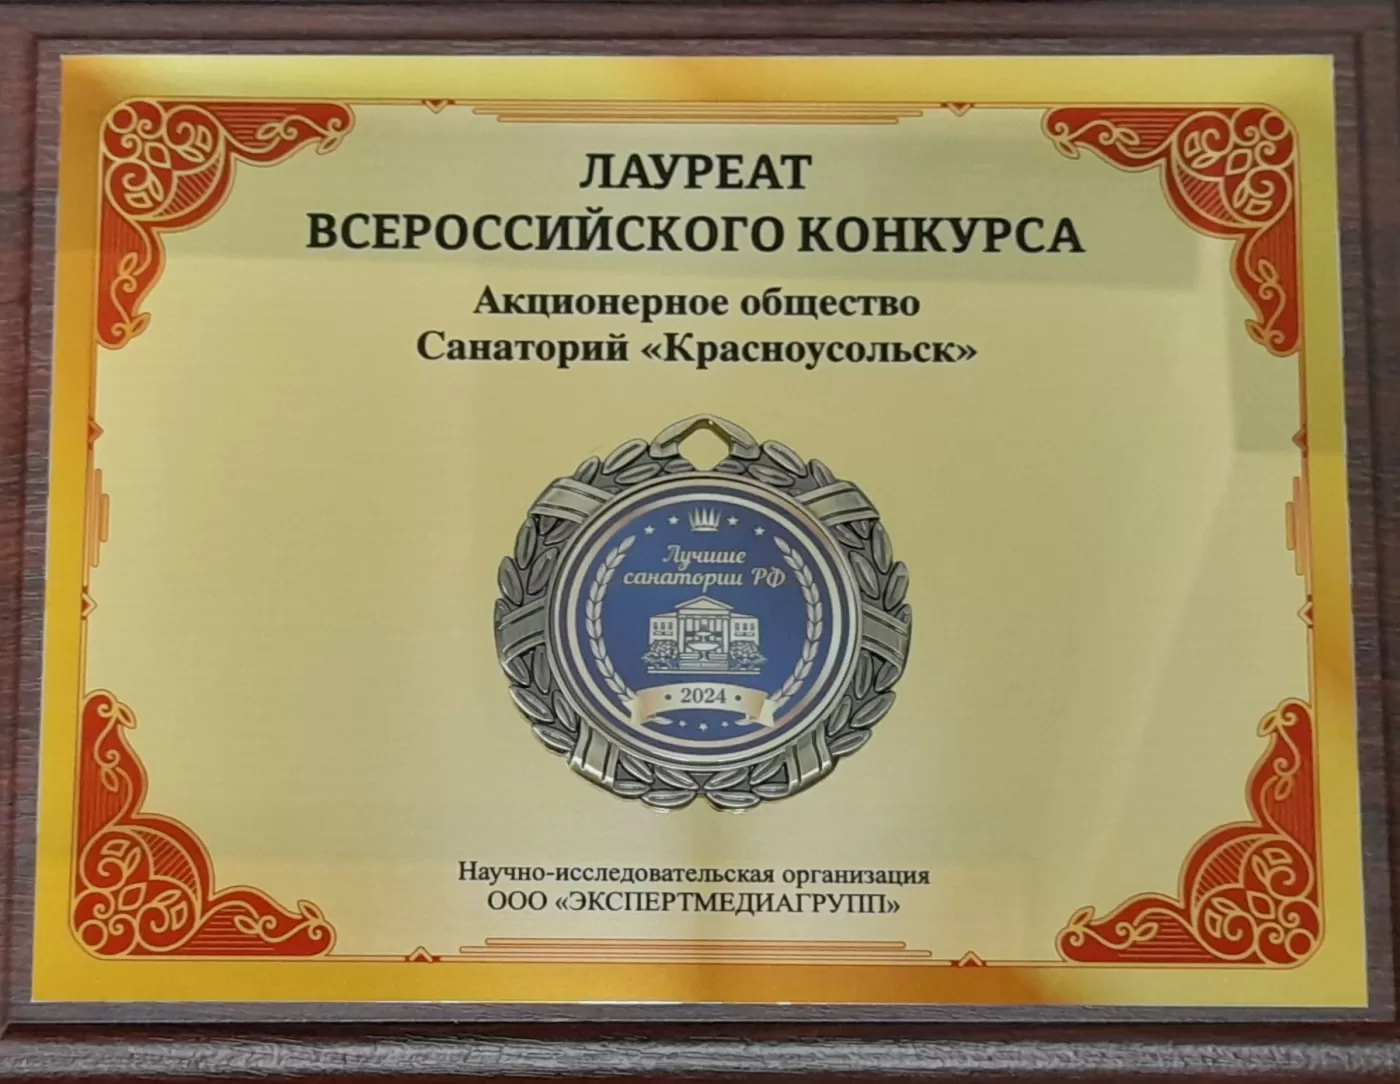 ЛАУРЕАТ
ВСЕРОССИЙСКОГО КОНКУРСА
Акционерное общество
Санаторий «Красноусольск»
Лучшие
санатории РФ
• 2024 •
Научно-исследовательская организация
ООО «ЭКСПЕРТМЕДИАГРУПП»